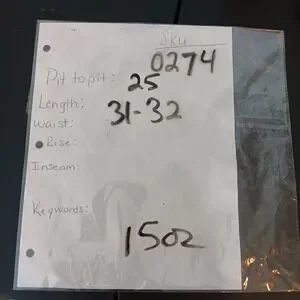 SKU
0274
Pit to pit: 25
Length: 31-32
Waist:
Rise:
Inseam:
Keywords:
15oz